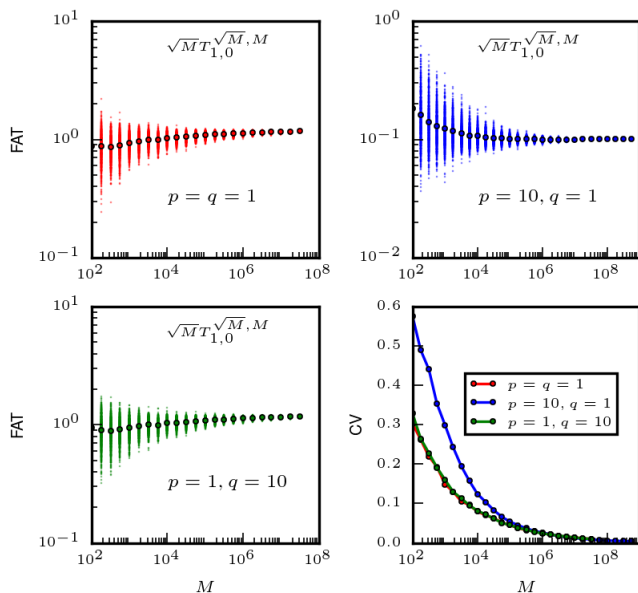 10^1
√M T_{1,0}^{√M,M}
FAT
10^0
p = q = 1
10^{−1}
10^2 10^4 10^6 10^8
10^0
√M T_{1,0}^{√M,M}
10^{−1}
p = 10, q = 1
10^{−2}
10^2 10^4 10^6 10^8
10^1
√M T_{1,0}^{√M,M}
FAT
10^0
p = 1, q = 10
10^{−1}
10^2 10^4 10^6 10^8
M
0.6
0.5
0.4
p = q = 1
p = 10, q = 1
p = 1, q = 10
CV
0.3
0.2
0.1
0.0
10^2 10^4 10^6 10^8
M